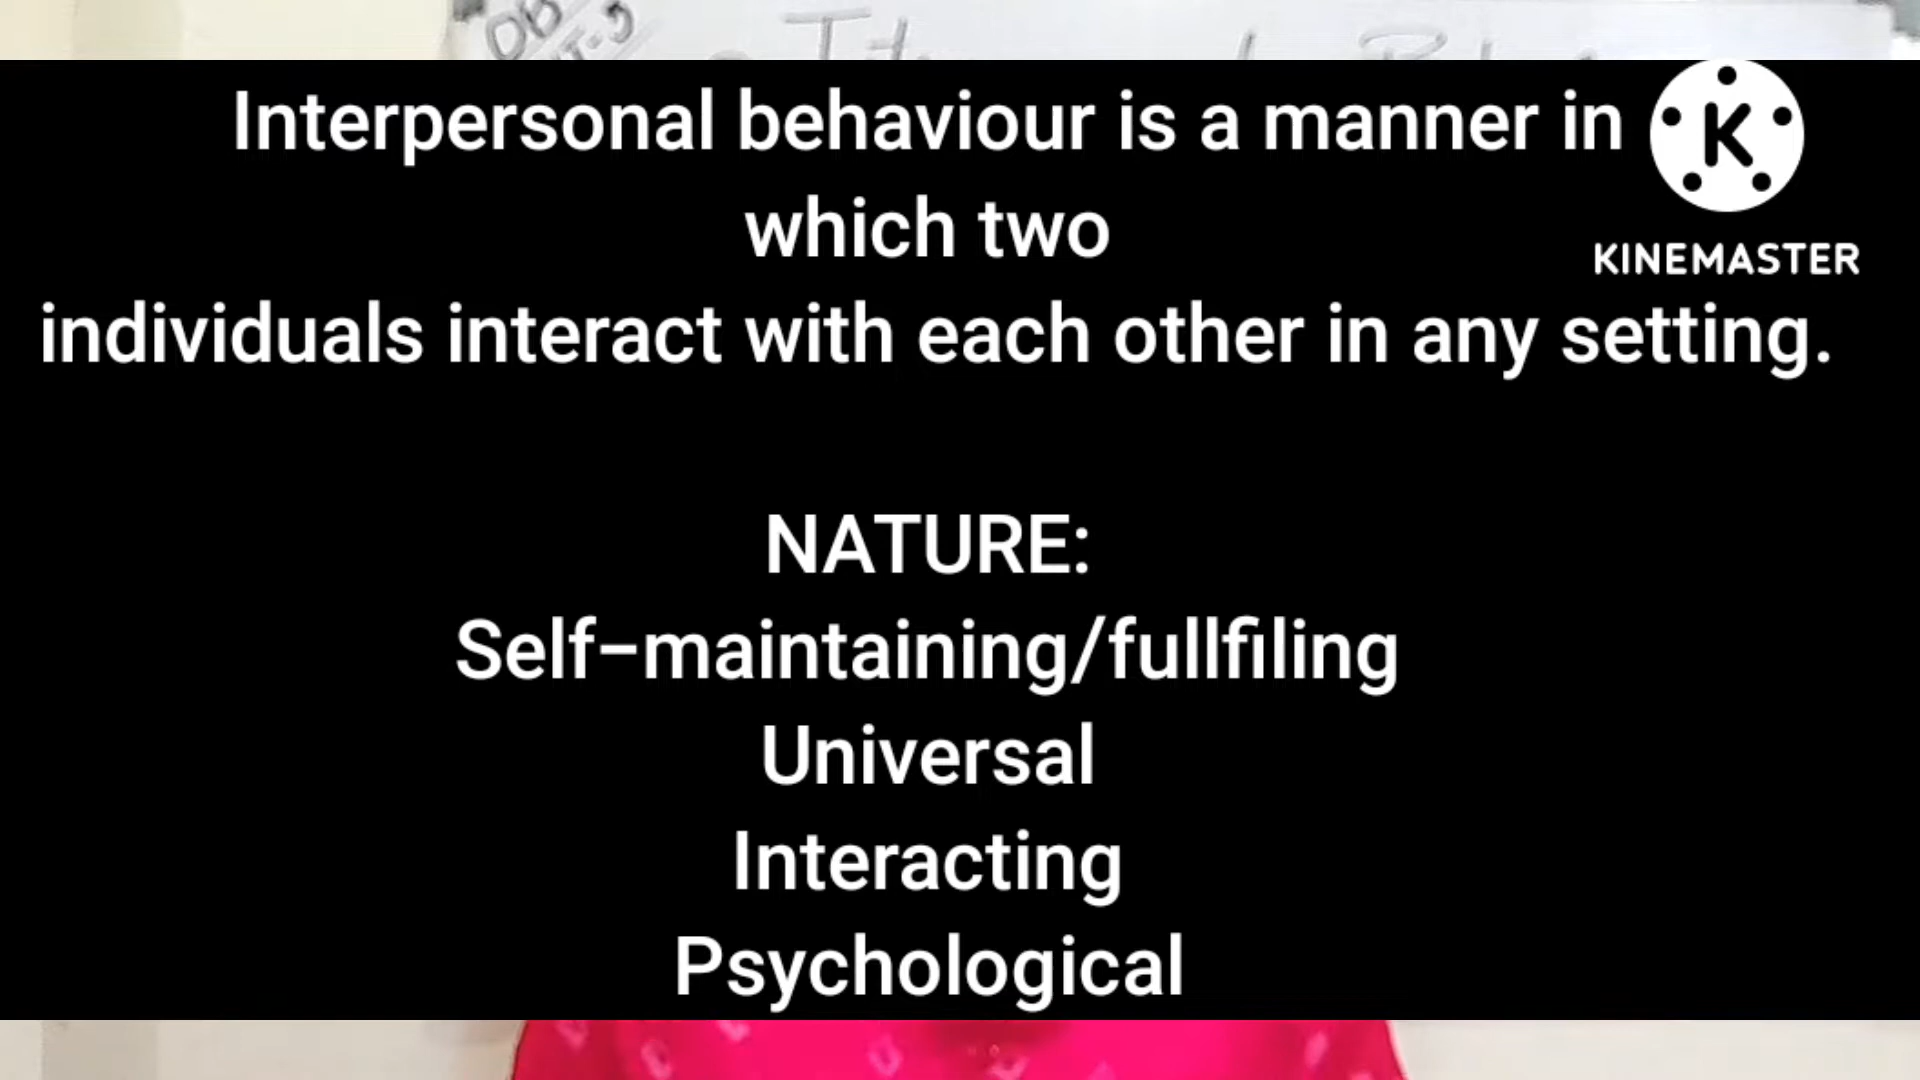 OB
Interpersonal behaviour is a manner in
which two
individuals interact with each other in any setting.
K
KINEMASTER
NATURE:
Self–maintaining/fullfiling
Universal
Interacting
Psychological